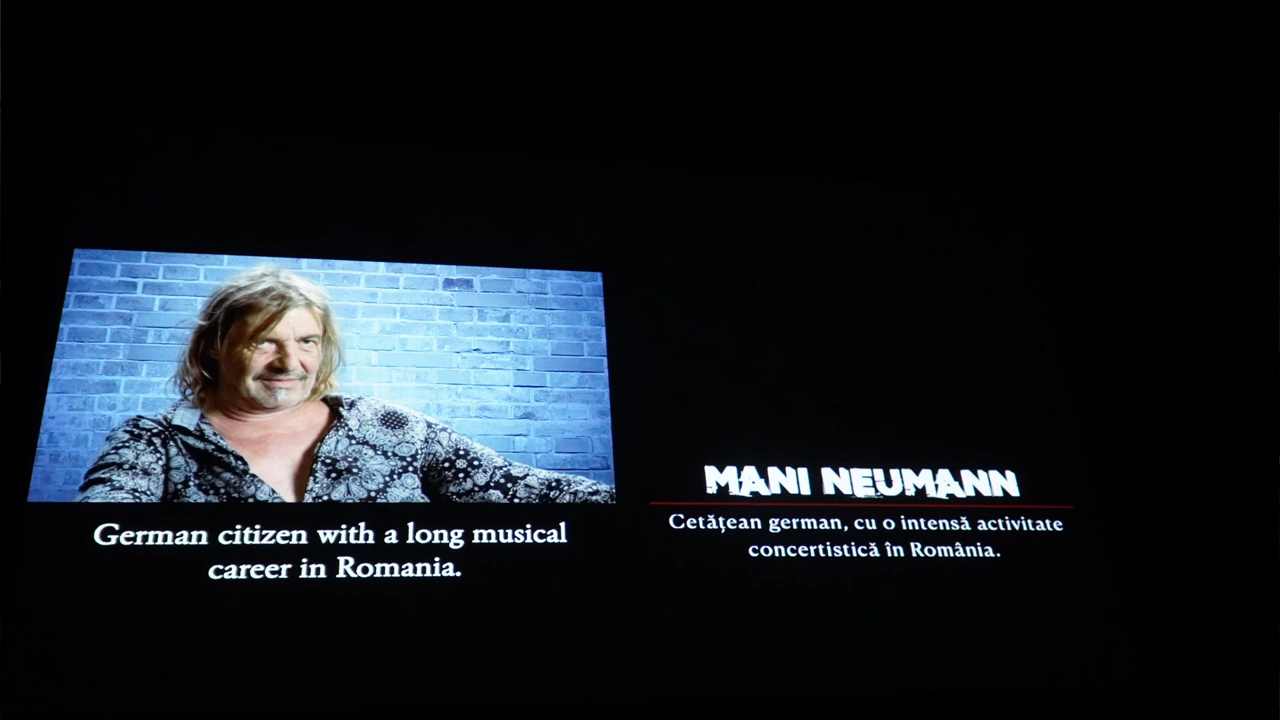 German citizen with a long musical
career in Romania.
MANI NEUMANN
Cetățean german, cu o intensă activitate
concertistică în România.